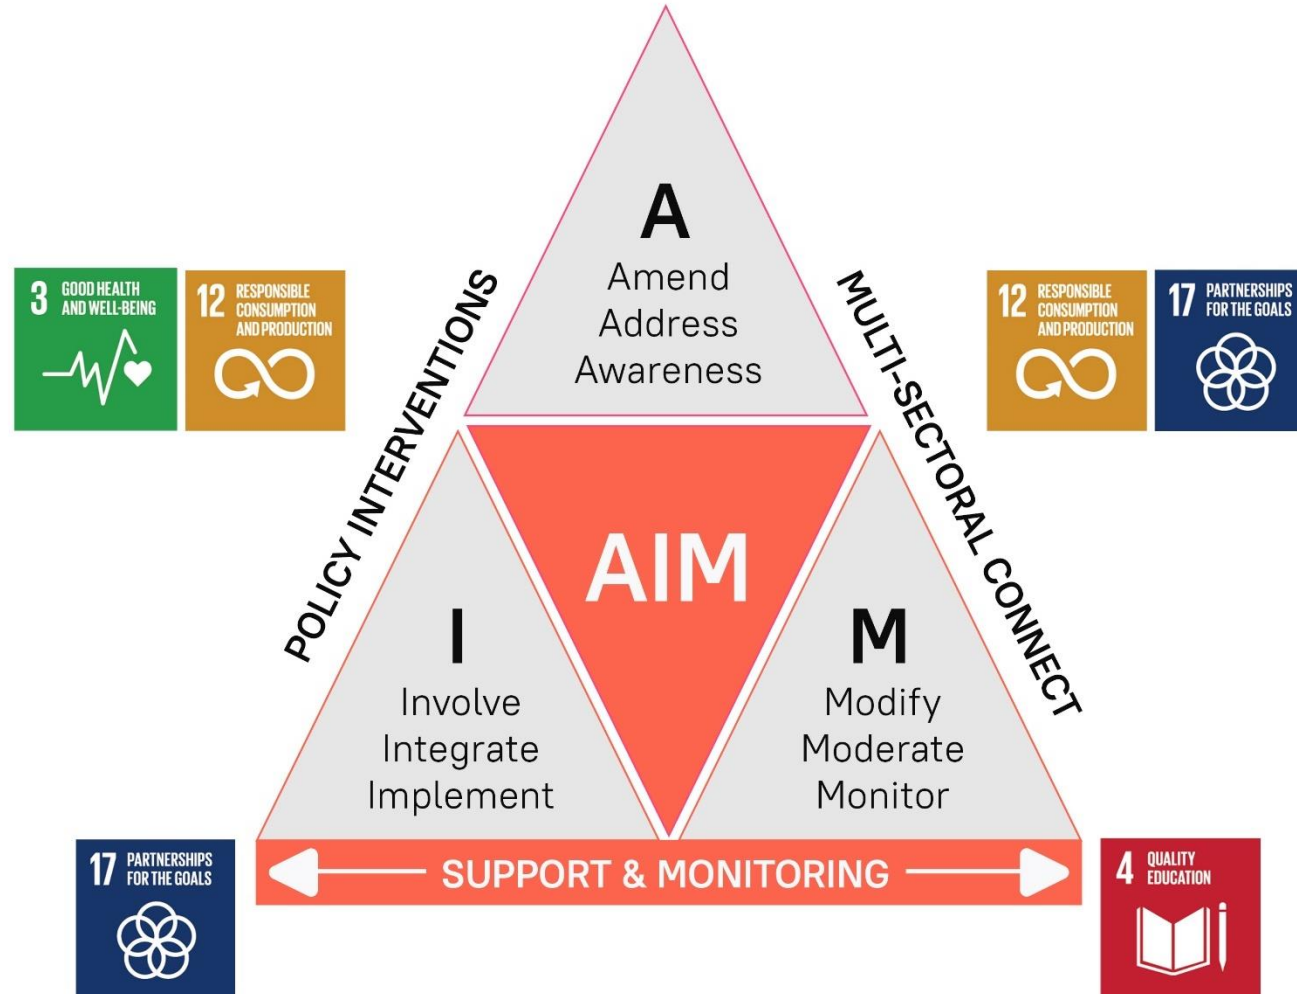 A
Amend
Address
Awareness
3 GOOD HEALTH
AND WELL-BEING
12 RESPONSIBLE
CONSUMPTION
AND PRODUCTION
POLICY INTERVENTIONS
MULTI-SECTORAL CONNECT
12 RESPONSIBLE
CONSUMPTION
AND PRODUCTION
17 PARTNERSHIPS
FOR THE GOALS
AIM
I
Involve
Integrate
Implement
M
Modify
Moderate
Monitor
17 PARTNERSHIPS
FOR THE GOALS
SUPPORT & MONITORING
4 QUALITY
EDUCATION